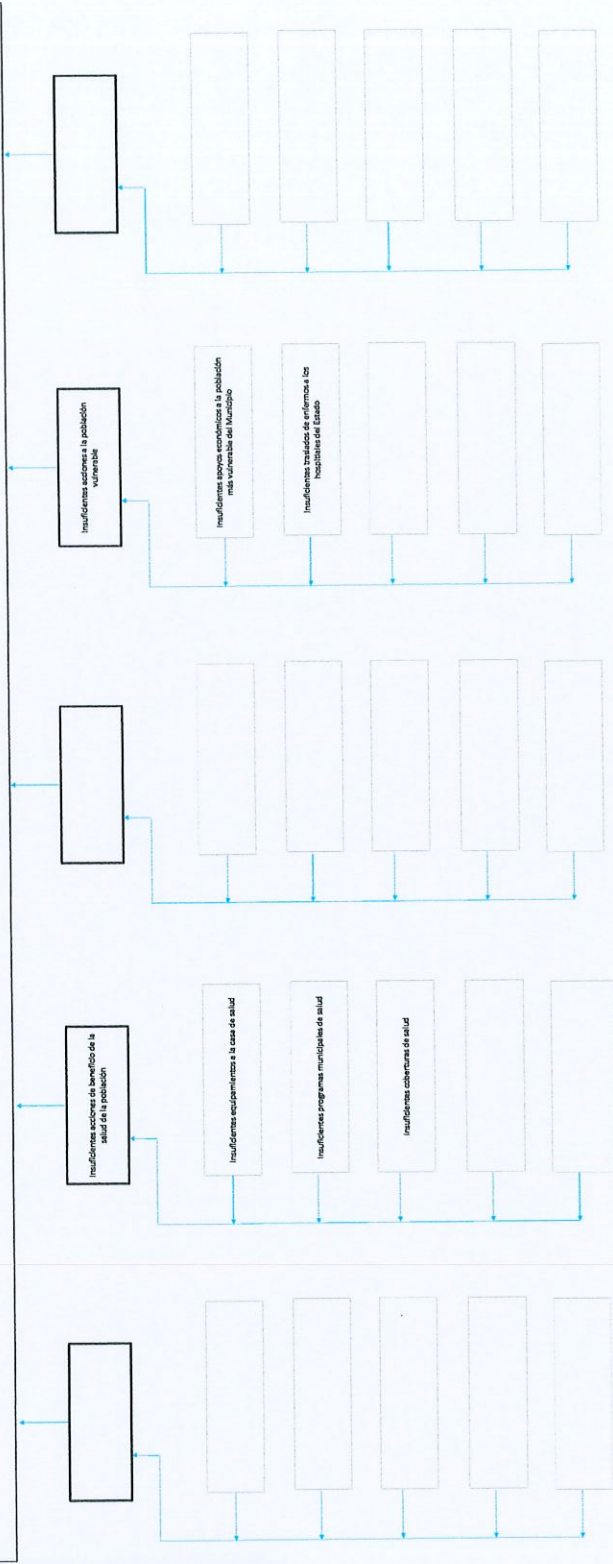 Insuficientes acciones de beneficio de la
salud de la población
Insuficientes equipamientos a la casa de salud
Insuficientes programas municipales de salud
Insuficientes coberturas de salud
Insuficientes acciones a la población
vulnerable
Insuficientes apoyos económicos a la población
más vulnerable del Municipio
Insuficientes traslados de enfermos a los
hospitales del Estado